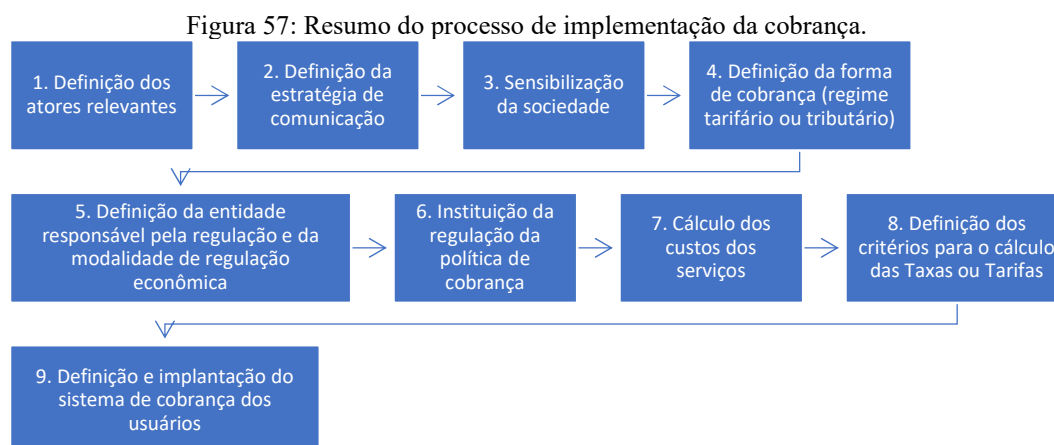 Figura 57: Resumo do processo de implementação da cobrança.
1. Definição dos
atores relevantes
2. Definição da
estratégia de
comunicação
3. Sensibilização
da sociedade
4. Definição da forma
de cobrança (regime
tarifário ou tributário)
5. Definição da entidade
responsável pela regulação e da
modalidade de regulação
econômica
6. Instituição da
regulação da
política de
cobrança
7. Cálculo dos
custos dos
serviços
8. Definição dos
critérios para o cálculo
das Taxas ou Tarifas
9. Definição e implantação do
sistema de cobrança dos
usuários